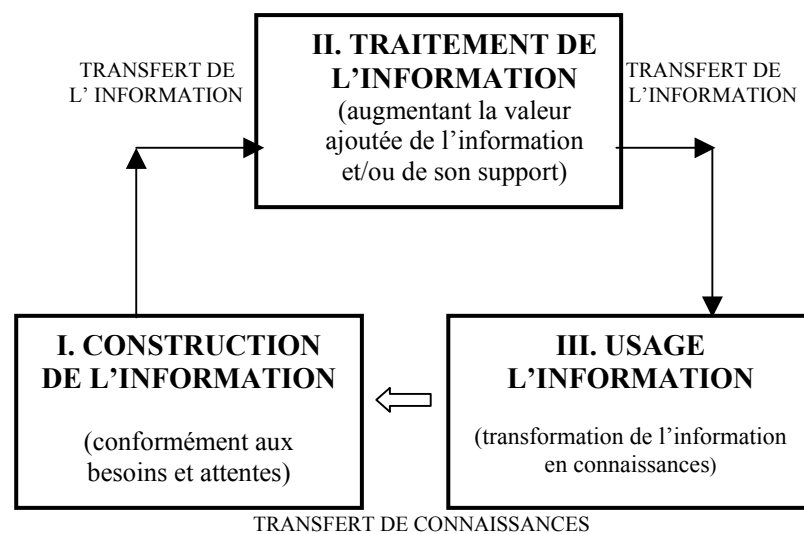 II. TRAITEMENT DE
L'INFORMATION
(augmentant la valeur
ajoutée de l'information
et/ou de son support)
TRANSFERT DE
L' INFORMATION
TRANSFERT DE
L'INFORMATION
I. CONSTRUCTION
DE L'INFORMATION
(conformément aux
besoins et attentes)
III. USAGE
L'INFORMATION
(transformation de l'information
en connaissances)
TRANSFERT DE CONNAISSANCES